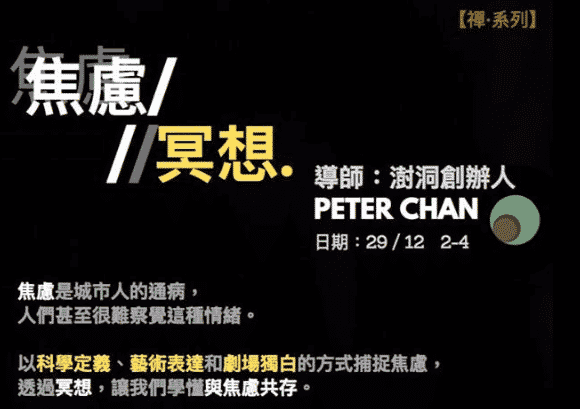 【禪·系列】
焦慮/
//冥想.
導師：澍洞創辦人
PETER CHAN
日期：29 / 12 2-4
焦慮是城市人的通病，
人們甚至很難察覺這種情緒。
以科學定義、藝術表達和劇場獨白的方式捕捉焦慮，
透過冥想，讓我們學懂與焦慮共存。